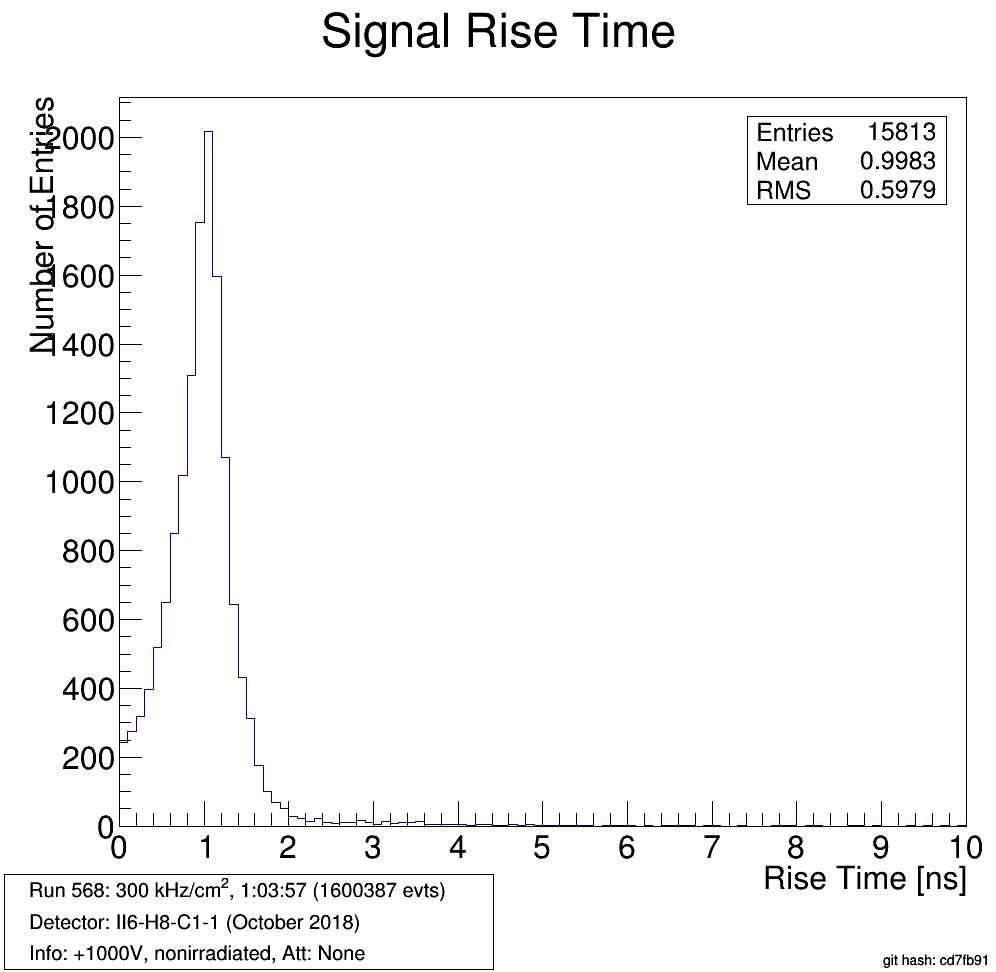 Signal Rise Time
Number of Entries
2000
1800
1600
1400
1200
1000
800
600
400
200
0
Entries 15813
Mean 0.9983
RMS 0.5979
0 1 2 3 4 5 6 7 8 9 10
Rise Time [ns]
Run 568: 300 kHz/cm², 1:03:57 (1600387 evts)
Detector: II6-H8-C1-1 (October 2018)
Info: +1000V, nonirradiated, Att: None
git hash: cd7fb91